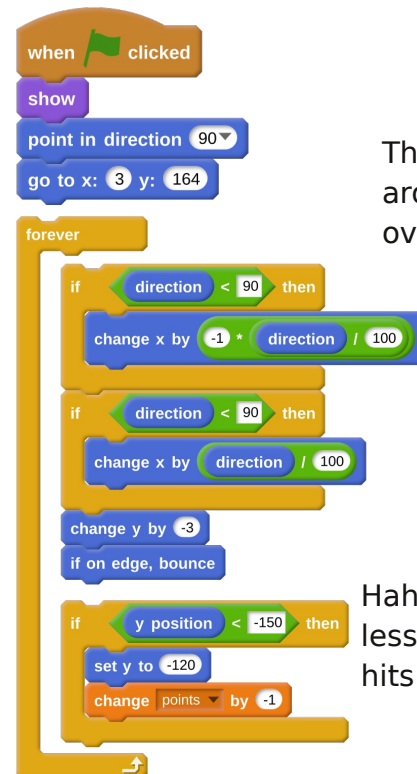 when clicked
show
point in direction 90
go to x: 3 y: 164
forever
if direction < 90 then
change x by -1 * direction / 100
if direction < 90 then
change x by direction / 100
change y by -3
if on edge, bounce
if y position < -150 then
set y to -120
change points by -1
Th
arc
ov
Hah
less
hits